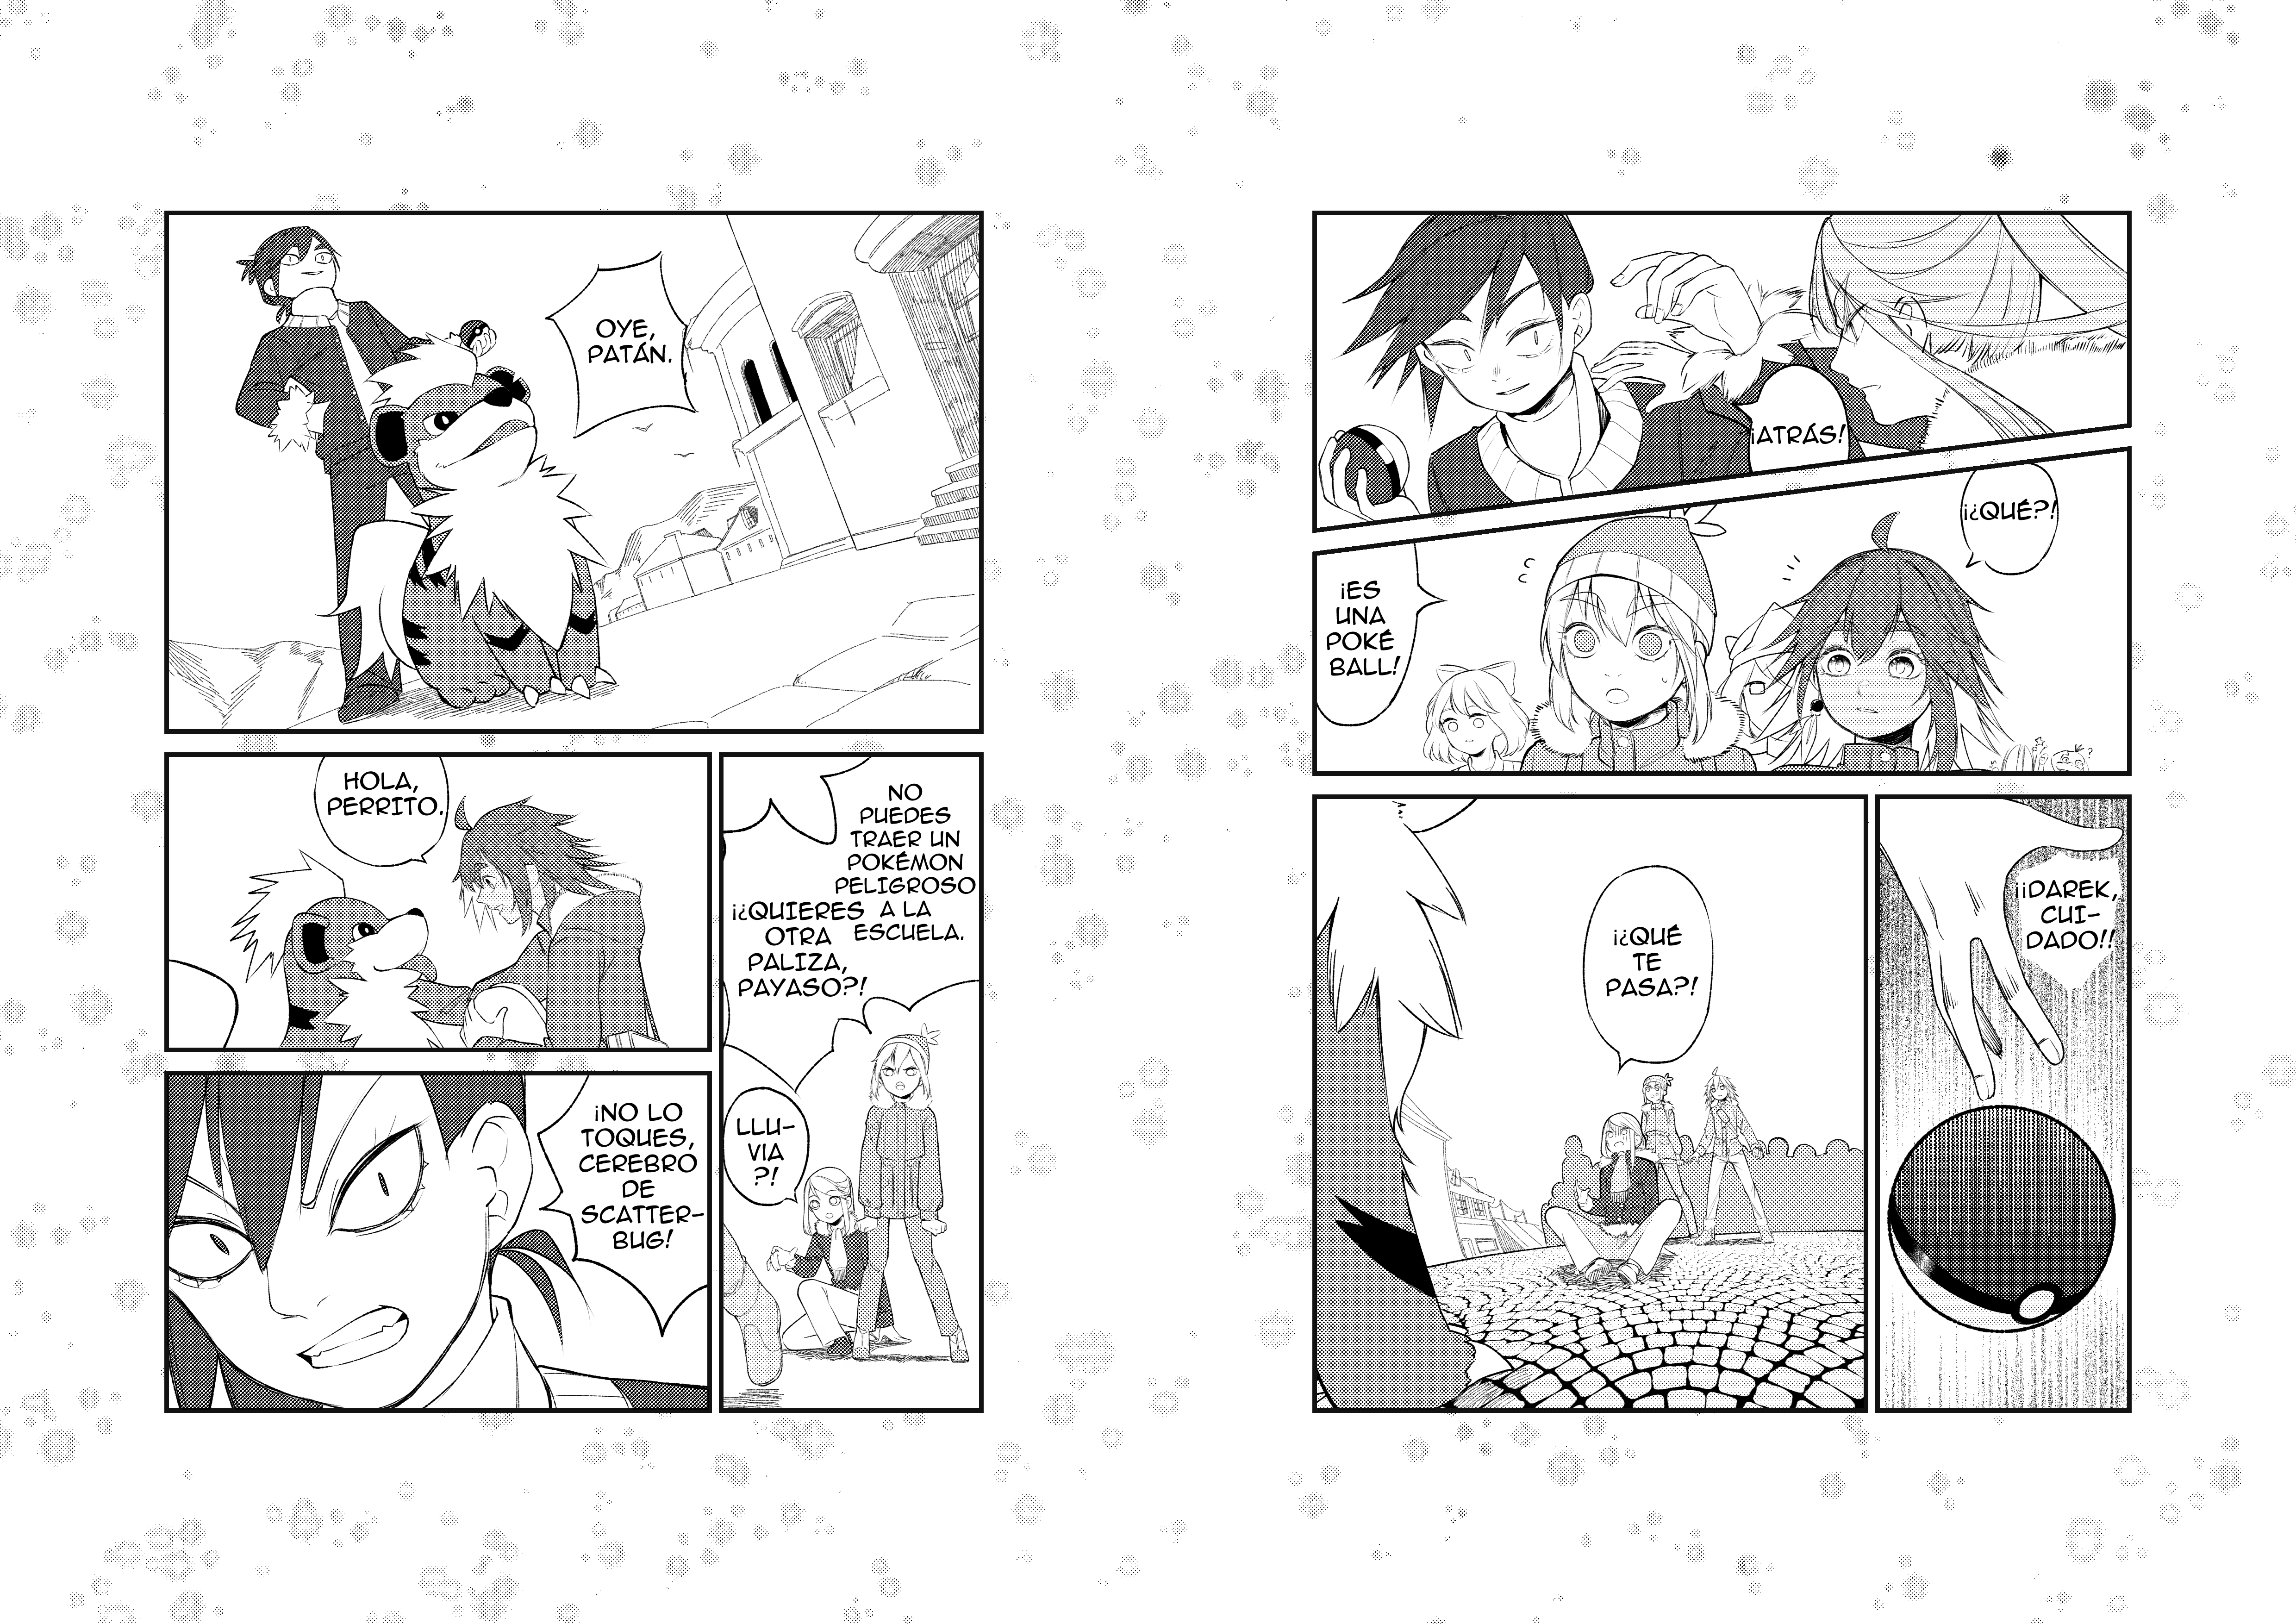 ¡ATRÁS!
¡¿QUÉ?!
¡ES
UNA
POKÉ
BALL!
¡¡DAREK,
CUI-
DADO!!
¡¿QUÉ
TE
PASA?!
OYE,
PATÁN.
NO
PUEDES
TRAER UN
POKÉMON
PELIGROSO
A LA
ESCUELA.
¡¿QUIERES
OTRA
PALIZA,
PAYASO?!
LLU-
VIA
?!
HOLA,
PERRITO.
¡NO LO
TOQUES,
CEREBRO
DE
SCATTER-
BUG!